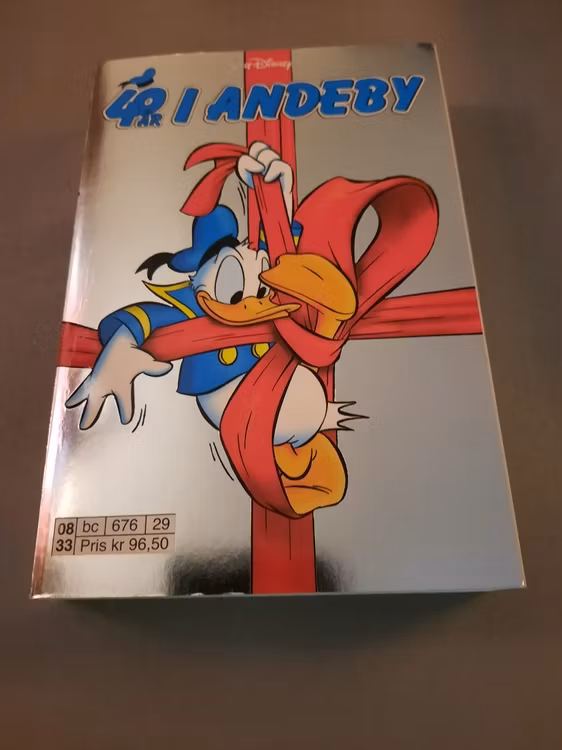 Walt Disney
40 ÅR I ANDEBY
08 bc 676 29
33 Pris kr 96,50